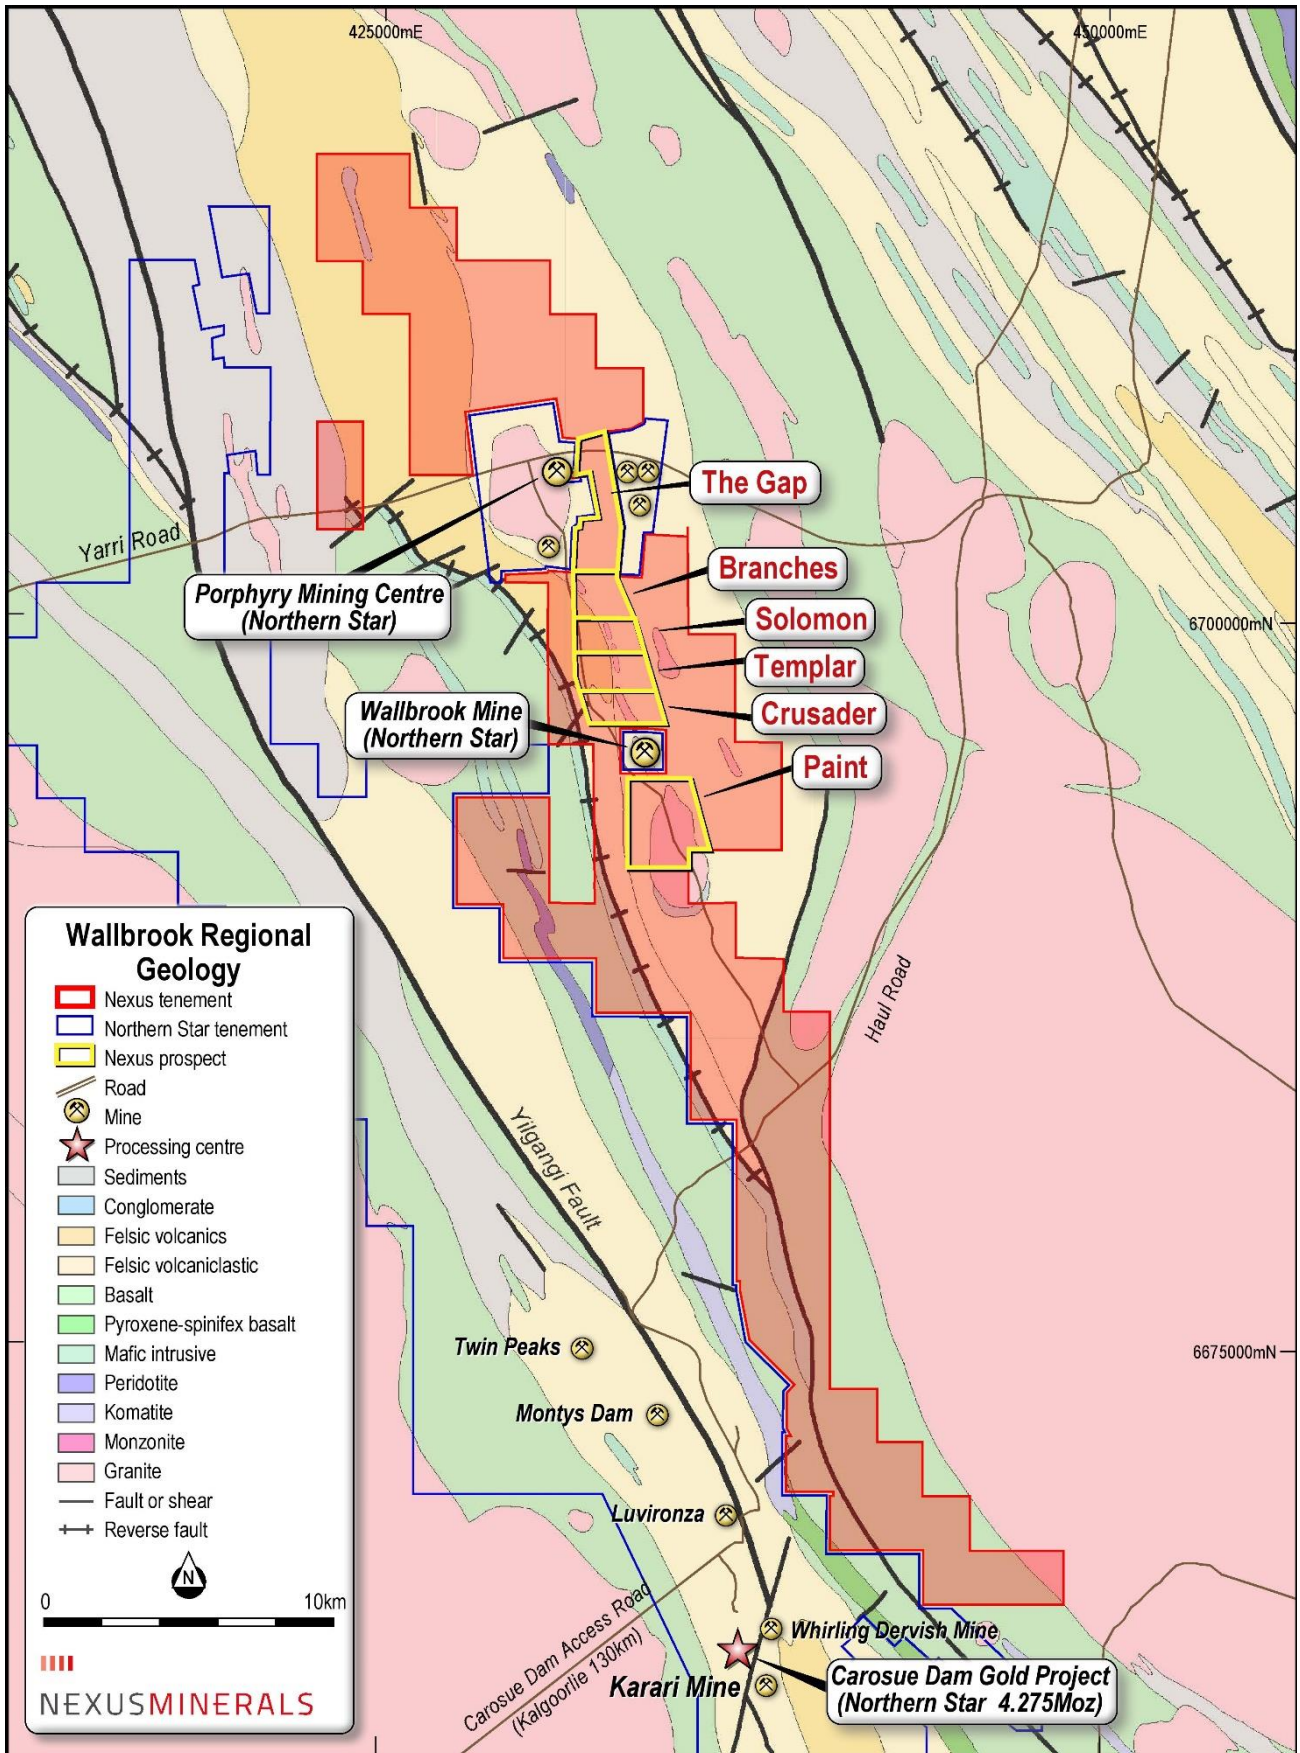 425000mE
450000mE
The Gap
Yarri Road
Branches
Porphyry Mining Centre
(Northern Star)
Solomon
6700000mN
Templar
Wallbrook Mine
(Northern Star)
Crusader
Paint
Haul Road
Yilgangi Fault
Twin Peaks
6675000mN
Montys Dam
Luvironza
Carosue Dam Access Road
(Kalgoorlie 130km)
Whirling Dervish Mine
Karari Mine
Carosue Dam Gold Project
(Northern Star 4.275Moz)
Wallbrook Regional
Geology
Nexus tenement
Northern Star tenement
Nexus prospect
Road
Mine
Processing centre
Sediments
Conglomerate
Felsic volcanics
Felsic volcaniclastic
Basalt
Pyroxene-spinifex basalt
Mafic intrusive
Peridotite
Komatite
Monzonite
Granite
Fault or shear
Reverse fault
N
0 10km
NEXUSMINERALS